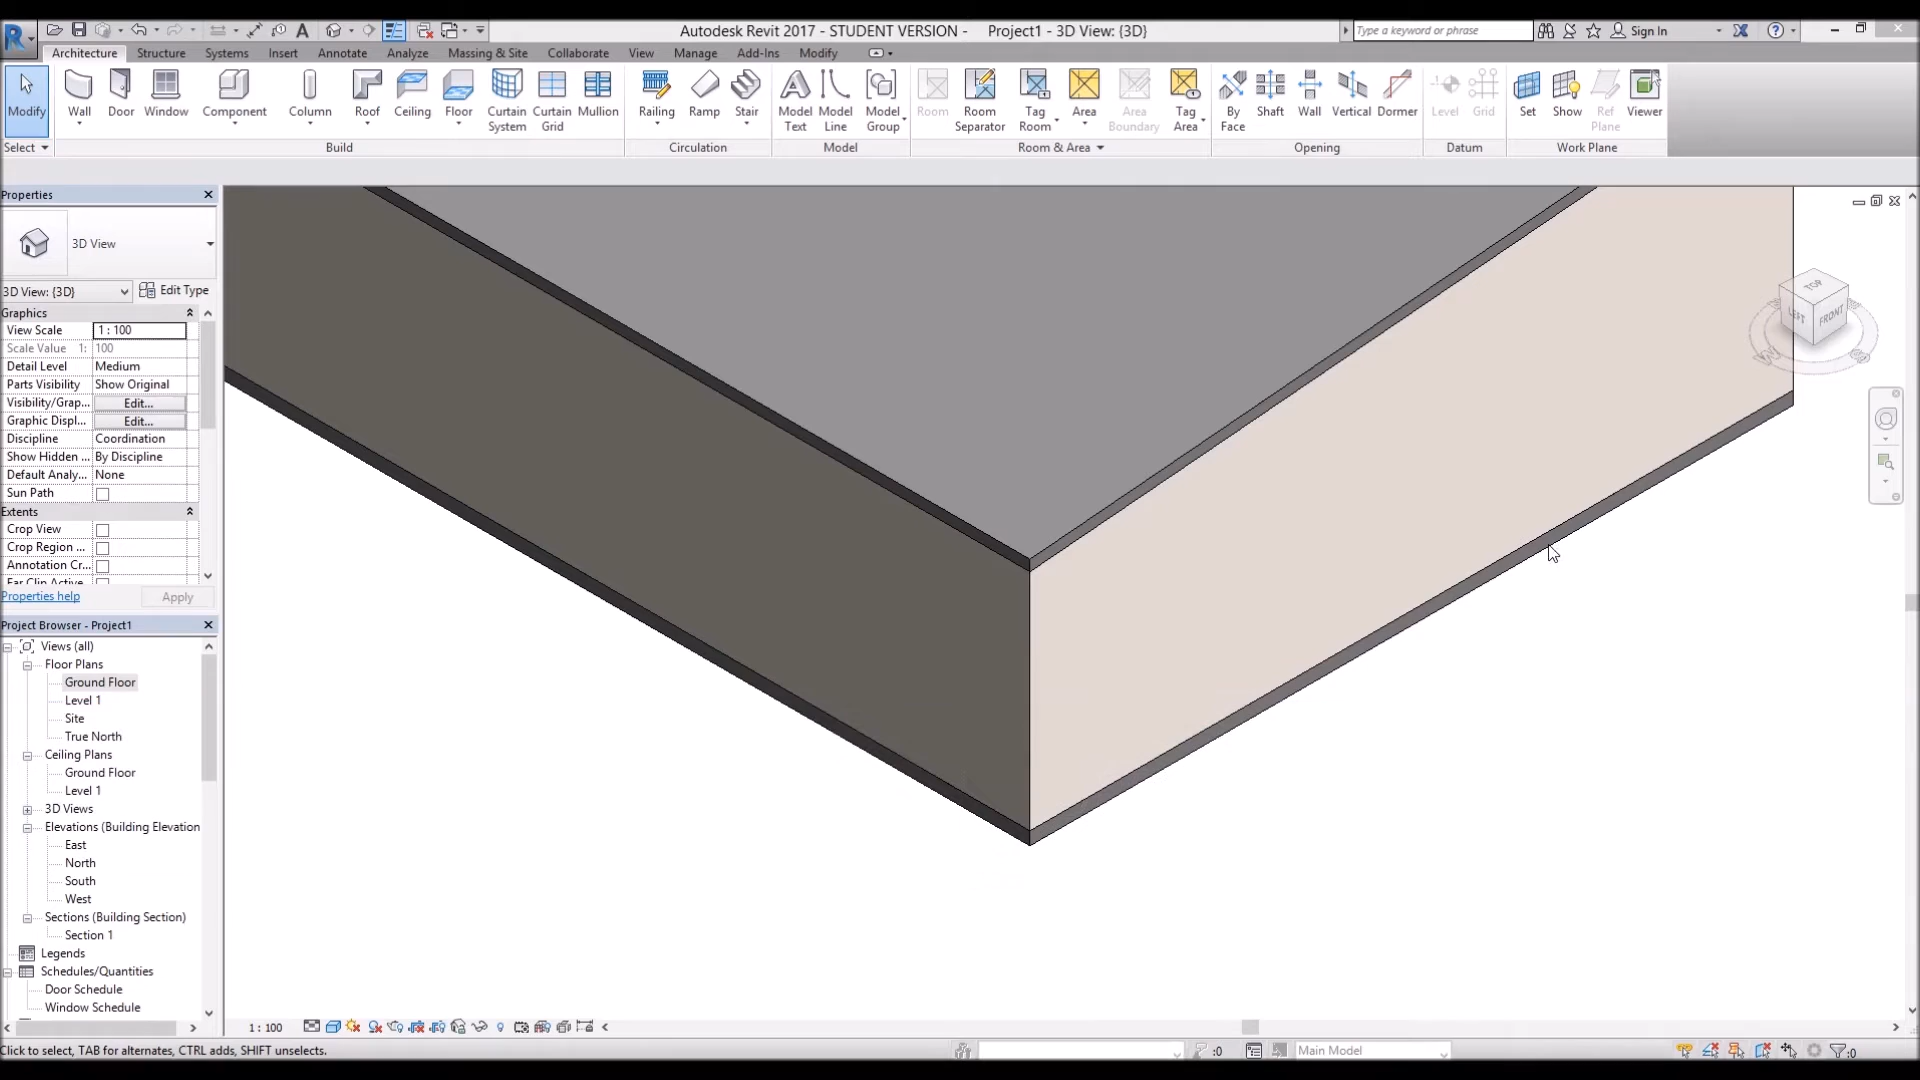 Autodesk Revit 2017 - STUDENT VERSION - Project1 - 3D View: {3D}
Type a keyword or phrase
Sign In
Architecture Structure Systems Insert Annotate Analyze Massing & Site Collaborate View Manage Add-Ins Modify
Modify Wall Door Window Component Column Roof Ceiling Floor Curtain System Curtain Grid Mullion Railing Ramp Stair Model Text Model Line Model Group Room Room Separator Tag Room Area Area Boundary Tag Area By Face Shaft Wall Vertical Dormer Level Grid Set Show Ref Plane Viewer
Select Build Circulation Model Room & Area Opening Datum Work Plane
Properties
3D View
3D View: {3D} Edit Type
Graphics
View Scale 1 : 100
Scale Value 1: 100
Detail Level Medium
Parts Visibility Show Original
Visibility/Grap... Edit...
Graphic Displ... Edit...
Discipline Coordination
Show Hidden ... By Discipline
Default Analy... None
Sun Path
Extents
Crop View
Crop Region ...
Annotation Cr...
Far Clip Active
Properties help Apply
Project Browser - Project1
Views (all)
Floor Plans
Ground Floor
Level 1
Site
True North
Ceiling Plans
Ground Floor
Level 1
3D Views
Elevations (Building Elevation
East
North
South
West
Sections (Building Section)
Section 1
Legends
Schedules/Quantities
Door Schedule
Window Schedule
TOP
LEFT
FRONT
W
1 : 100
Click to select, TAB for alternates, CTRL adds, SHIFT unselects.
:0
Main Model
:0